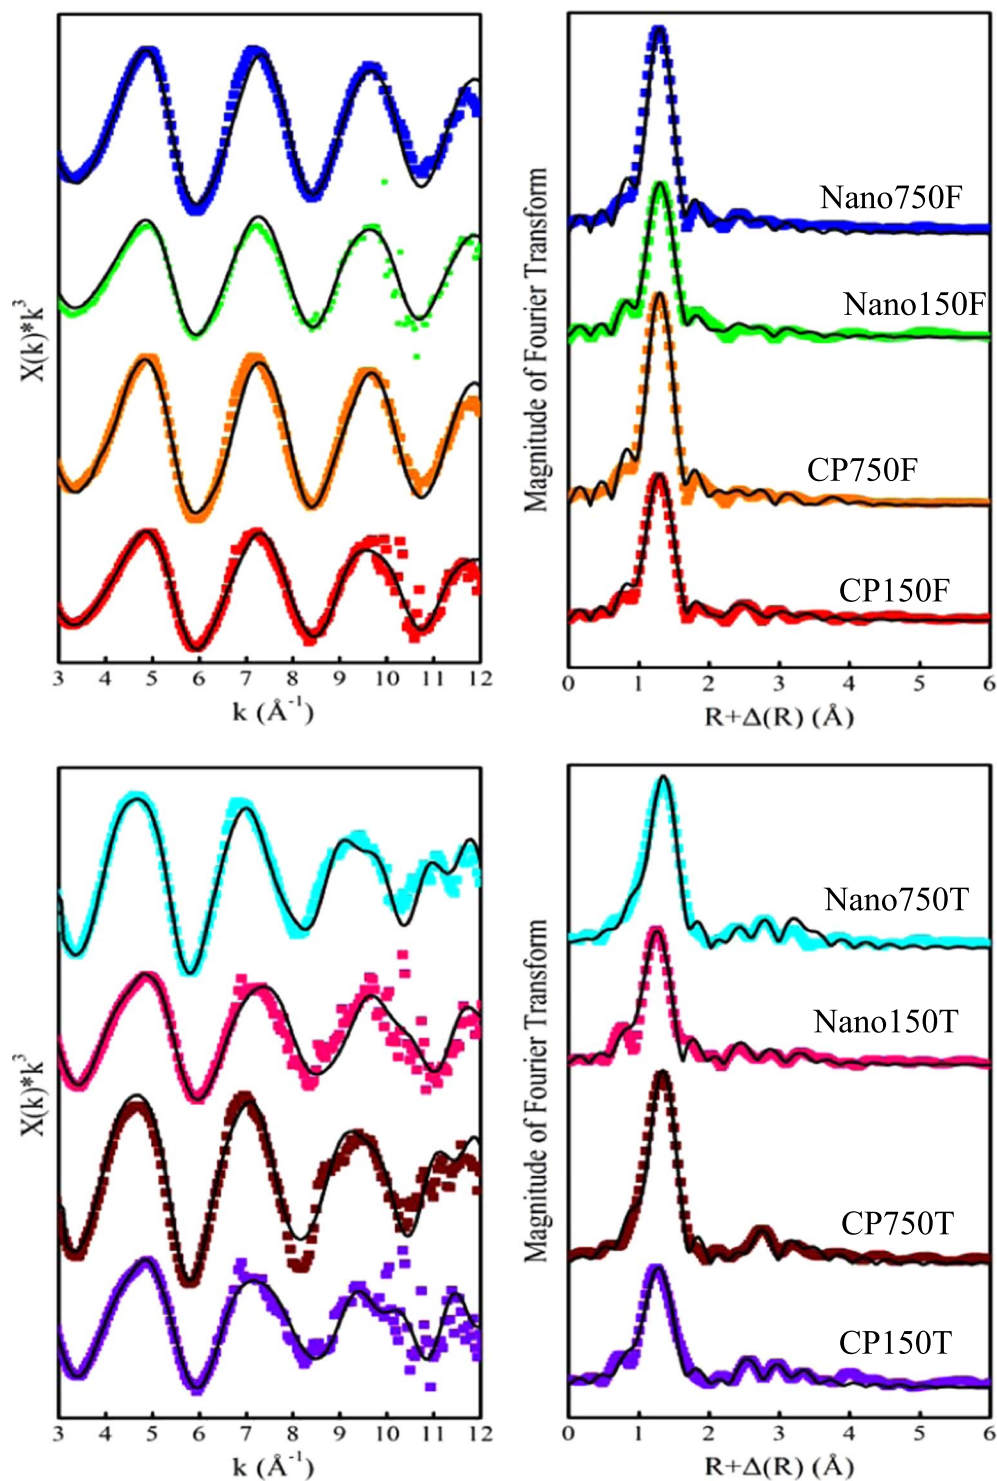 X(k)*k³
3 4 5 6 7 8 9 10 11 12
k (Å⁻¹)
Magnitude of Fourier Transform
Nano750F
Nano150F
CP750F
CP150F
0 1 2 3 4 5 6
R+Δ(R) (Å)
X(k)*k³
3 4 5 6 7 8 9 10 11 12
k (Å⁻¹)
Magnitude of Fourier Transform
Nano750T
Nano150T
CP750T
CP150T
0 1 2 3 4 5 6
R+Δ(R) (Å)